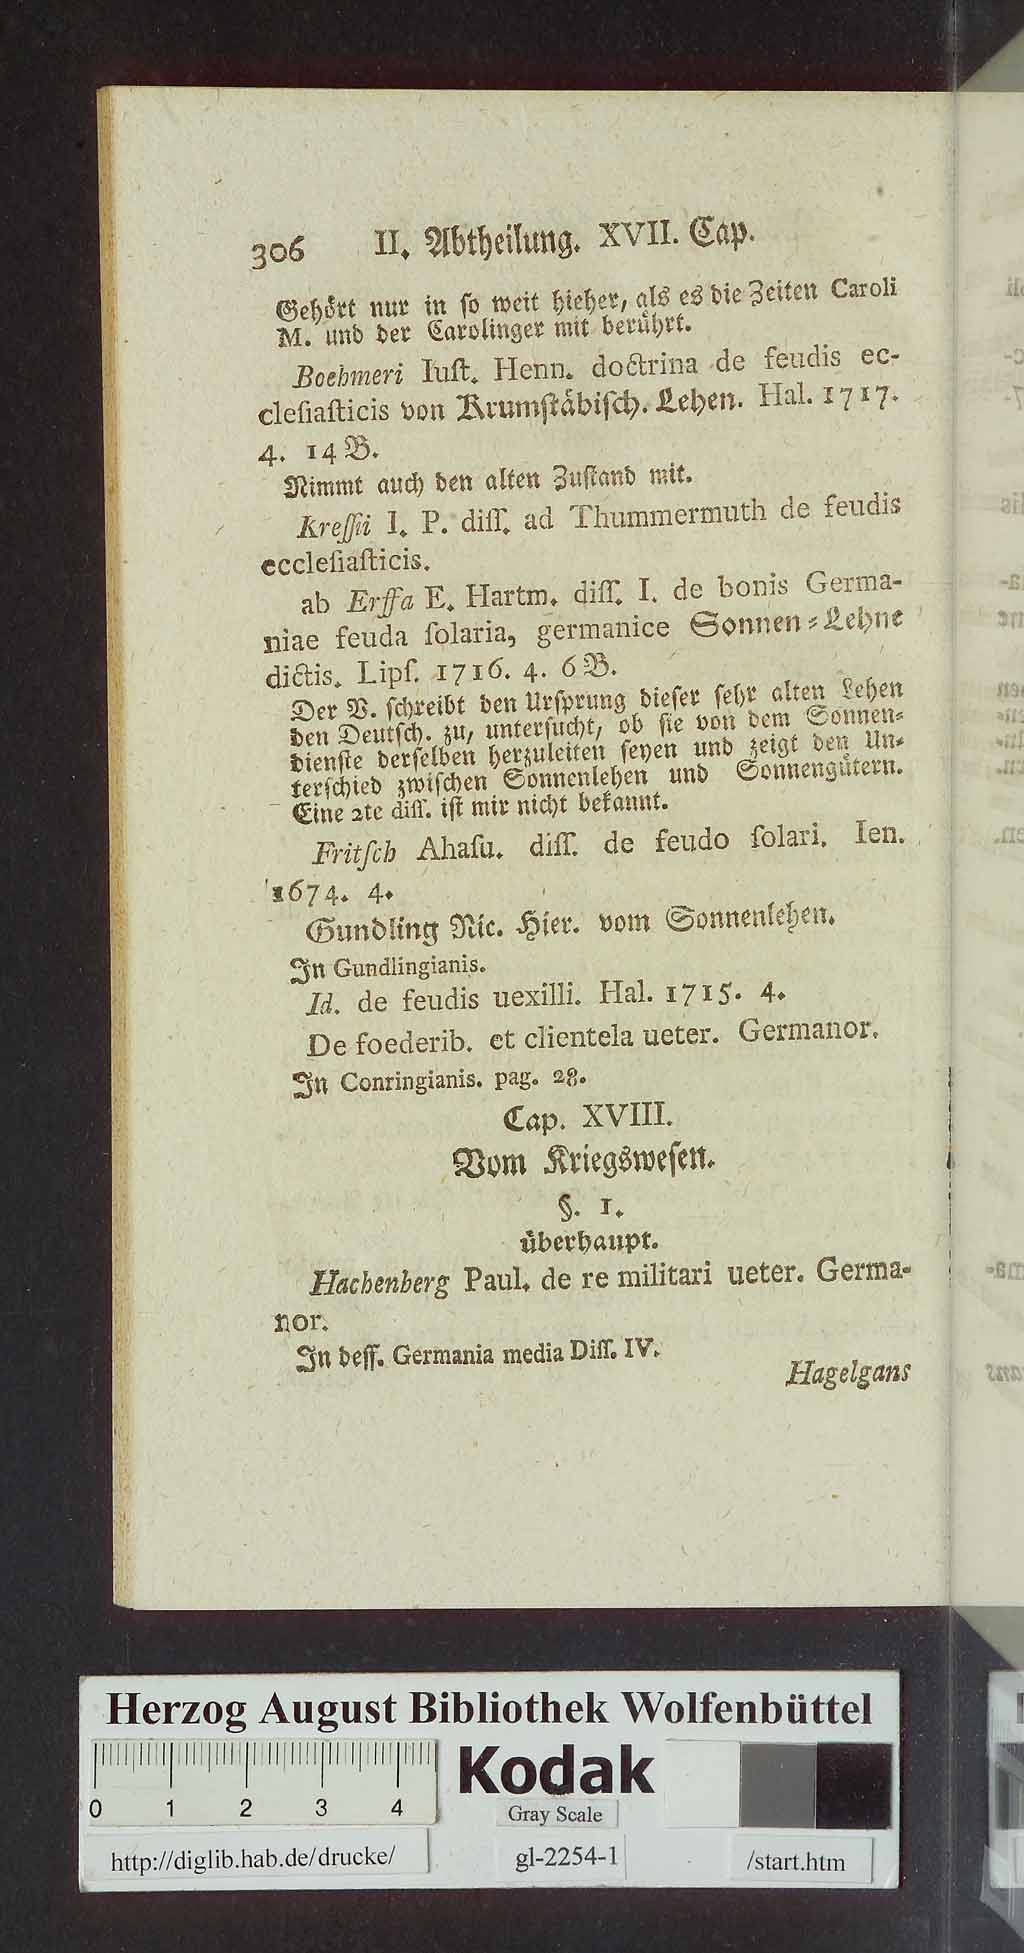 306 II. Abtheilung. XVII. Cap.
Gehört nur in so weit hieher, als es die Zeiten Caroli
M. und der Carolinger mit berührt.
Boehmeri Iuſt. Henn. doctrina de feudis ec-
cleſiaſticis von Krumſtäbiſch. Lehen. Hal. 1717.
4. 14 B.
Nimmt auch den alten Zuſtand mit.
Kreſſii I. P. diſſ. ad Thummermuth de feudis
eccleſiaſticis.
ab Erffa E. Hartm. diſſ. I. de bonis Germa-
niae feuda ſolaria, germanice Sonnen-Lehne
dictis. Lipſ. 1716. 4. 6 B.
Der V. ſchreibt den Urſprung dieſer ſehr alten Lehen
den Deutſch. zu, unterſucht, ob ſie von dem Sonnen-
dienſte derſelben herzuleiten ſeyen und zeigt den Un-
terſchied zwiſchen Sonnenlehen und Sonnengütern.
Eine 2te diſſ. iſt mir nicht bekannt.
Fritſch Ahaſu. diſſ. de feudo ſolari. Ien.
1674. 4.
Gundling Nic. Hier. vom Sonnenlehen.
In Gundlingianis.
Id. de feudis uexilli. Hal. 1715. 4.
De foederib. et clientela ueter. Germanor.
In Conringianis. pag. 28.
Cap. XVIII.
Vom Kriegsweſen.
§. 1.
überhaupt.
Hachenberg Paul. de re militari ueter. Germa-
nor.
In deſſ. Germania media Diſſ. IV.
Hagelgans
Herzog August Bibliothek Wolfenbüttel
0 1 2 3 4
Kodak
Gray Scale
http://diglib.hab.de/drucke/ gl-2254-1 /start.htm